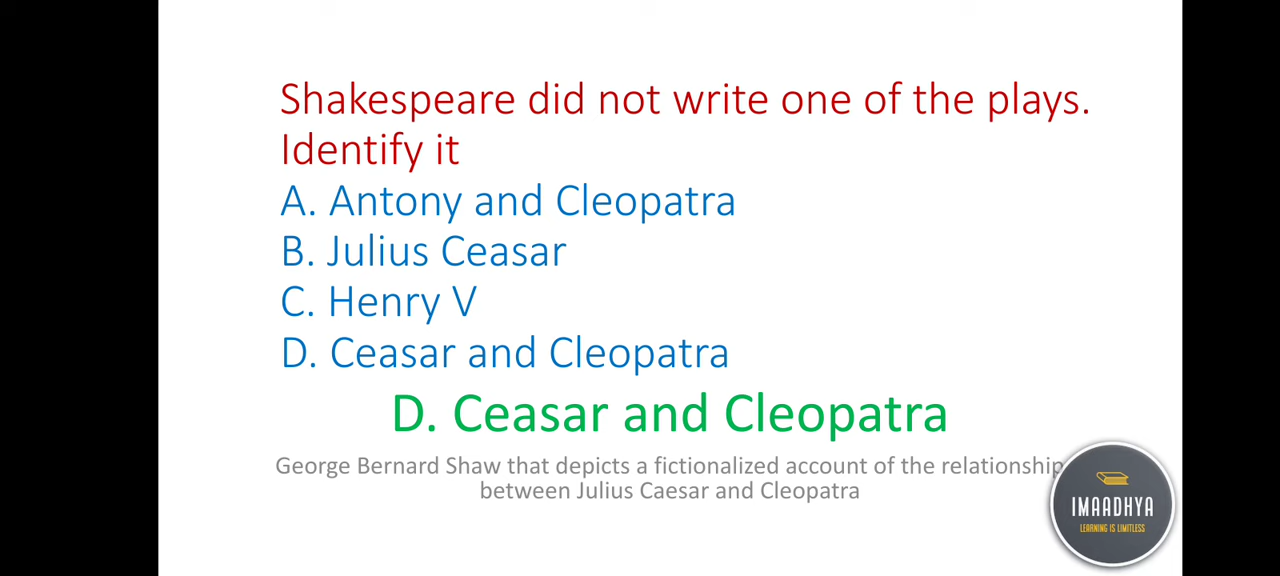 Shakespeare did not write one of the plays.
Identify it
A. Antony and Cleopatra
B. Julius Ceasar
C. Henry V
D. Ceasar and Cleopatra
D. Ceasar and Cleopatra
George Bernard Shaw that depicts a fictionalized account of the relationship
between Julius Caesar and Cleopatra
IMAADHYA
LEARNING IS LIMITLESS